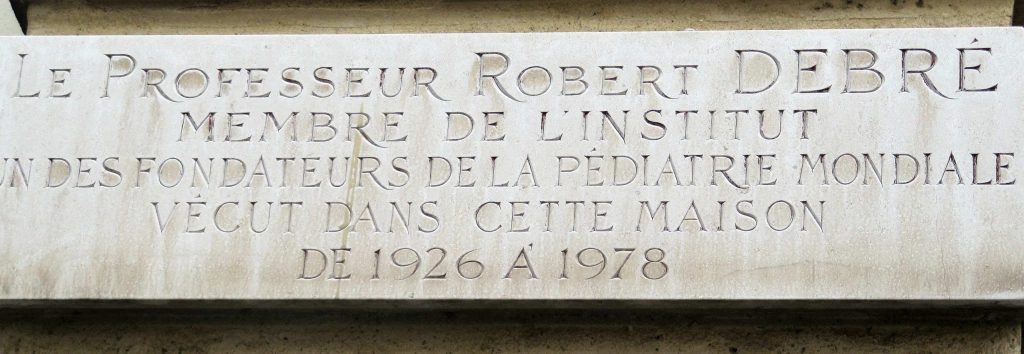 Le Professeur Robert DEBRÉ
MEMBRE DE L'INSTITUT
UN DES FONDATEURS DE LA PÉDIATRIE MONDIALE
VÉCUT DANS CETTE MAISON
DE 1926 À 1978